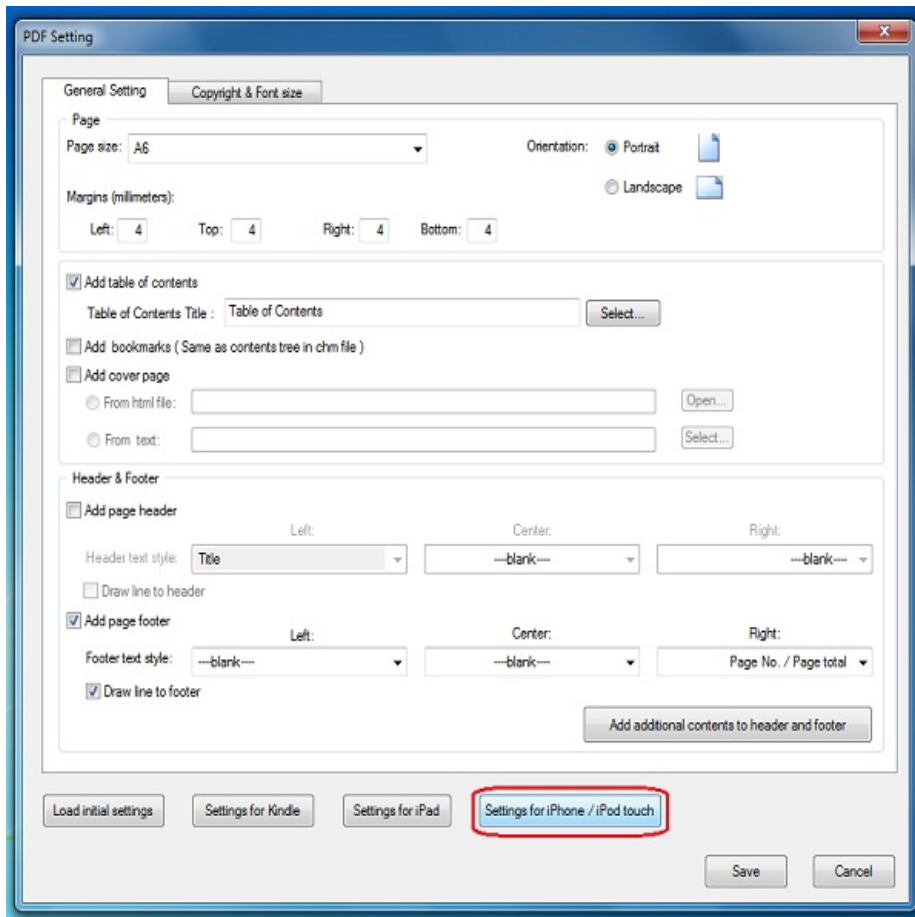 PDF Setting
General Setting Copyright & Font size
Page
Page size: A6 Orientation: Portrait
Landscape
Margins (milimeters):
Left: 4 Top: 4 Right: 4 Bottom: 4
Add table of contents
Table of Contents Title : Table of Contents Select...
Add bookmarks ( Same as contents tree in chm file )
Add cover page
From html file: Open...
From text: Select...
Header & Footer
Add page header
Left: Center: Right:
Header text style: Title ---blank--- ---blank---
Draw line to header
Add page footer
Left: Center: Right:
Footer text style: ---blank--- ---blank--- Page No. / Page total
Draw line to footer
Add additional contents to header and footer
Load initial settings Settings for Kindle Settings for iPad Settings for iPhone / iPod touch
Save Cancel